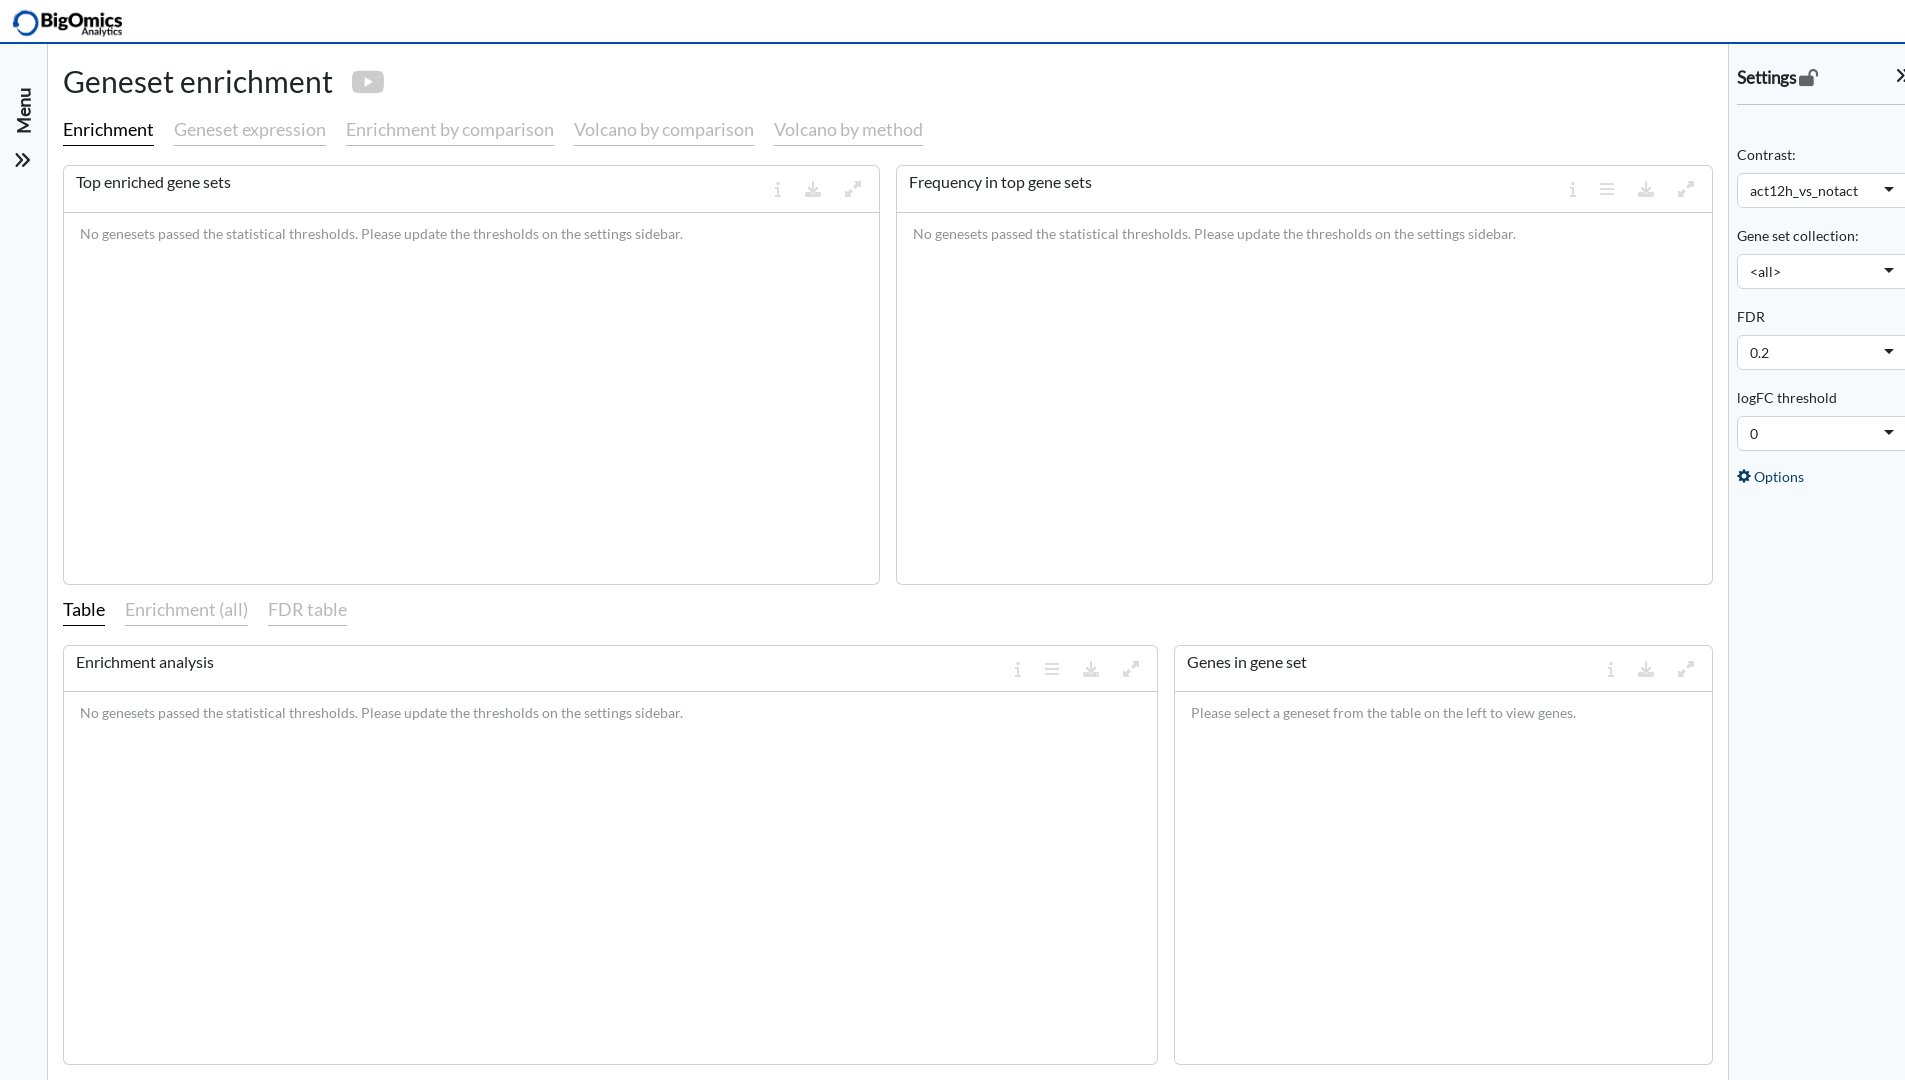 BigOmics
Analytics
Menu
Geneset enrichment
Enrichment Geneset expression Enrichment by comparison Volcano by comparison Volcano by method
Top enriched gene sets
No genesets passed the statistical thresholds. Please update the thresholds on the settings sidebar.
Frequency in top gene sets
No genesets passed the statistical thresholds. Please update the thresholds on the settings sidebar.
Table Enrichment (all) FDR table
Enrichment analysis
No genesets passed the statistical thresholds. Please update the thresholds on the settings sidebar.
Genes in gene set
Please select a geneset from the table on the left to view genes.
Settings
Contrast:
act12h_vs_notact
Gene set collection:
<all>
FDR
0.2
logFC threshold
0
Options